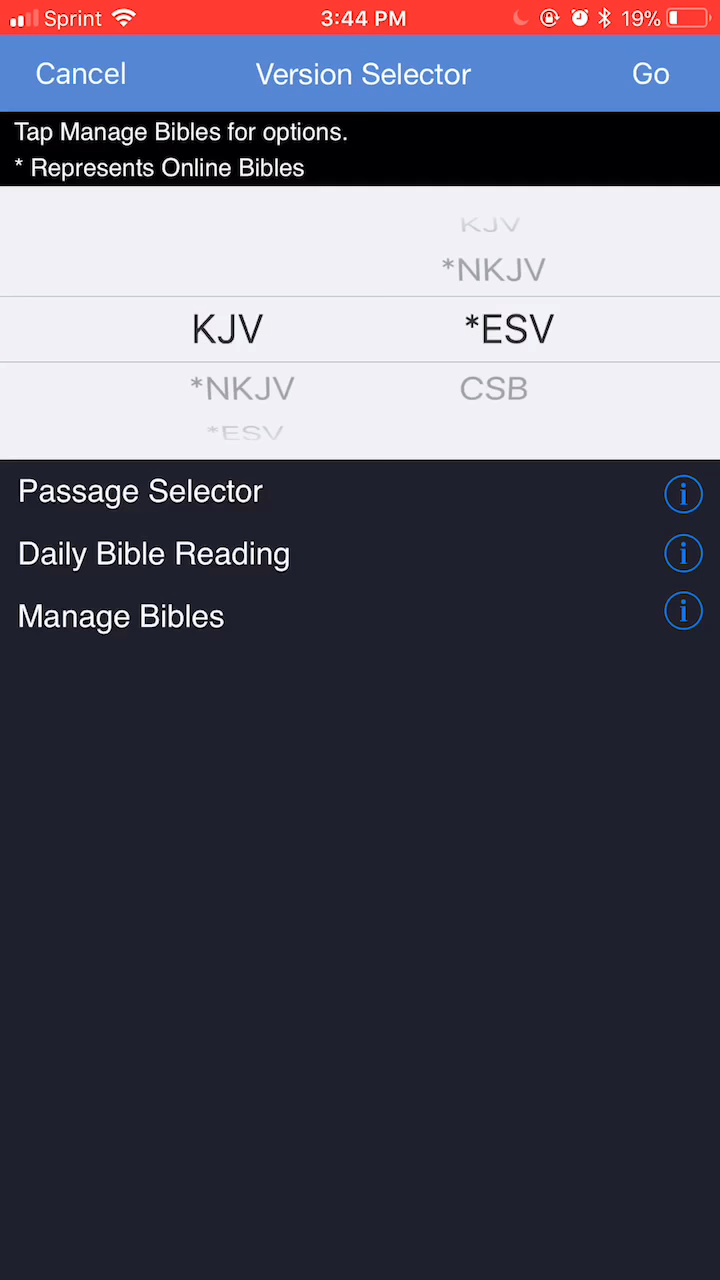 Sprint 3:44 PM 19%
Cancel Version Selector Go
Tap Manage Bibles for options.
* Represents Online Bibles
KJV
*NKJV
KJV *ESV
*NKJV CSB
*ESV
Passage Selector
Daily Bible Reading
Manage Bibles